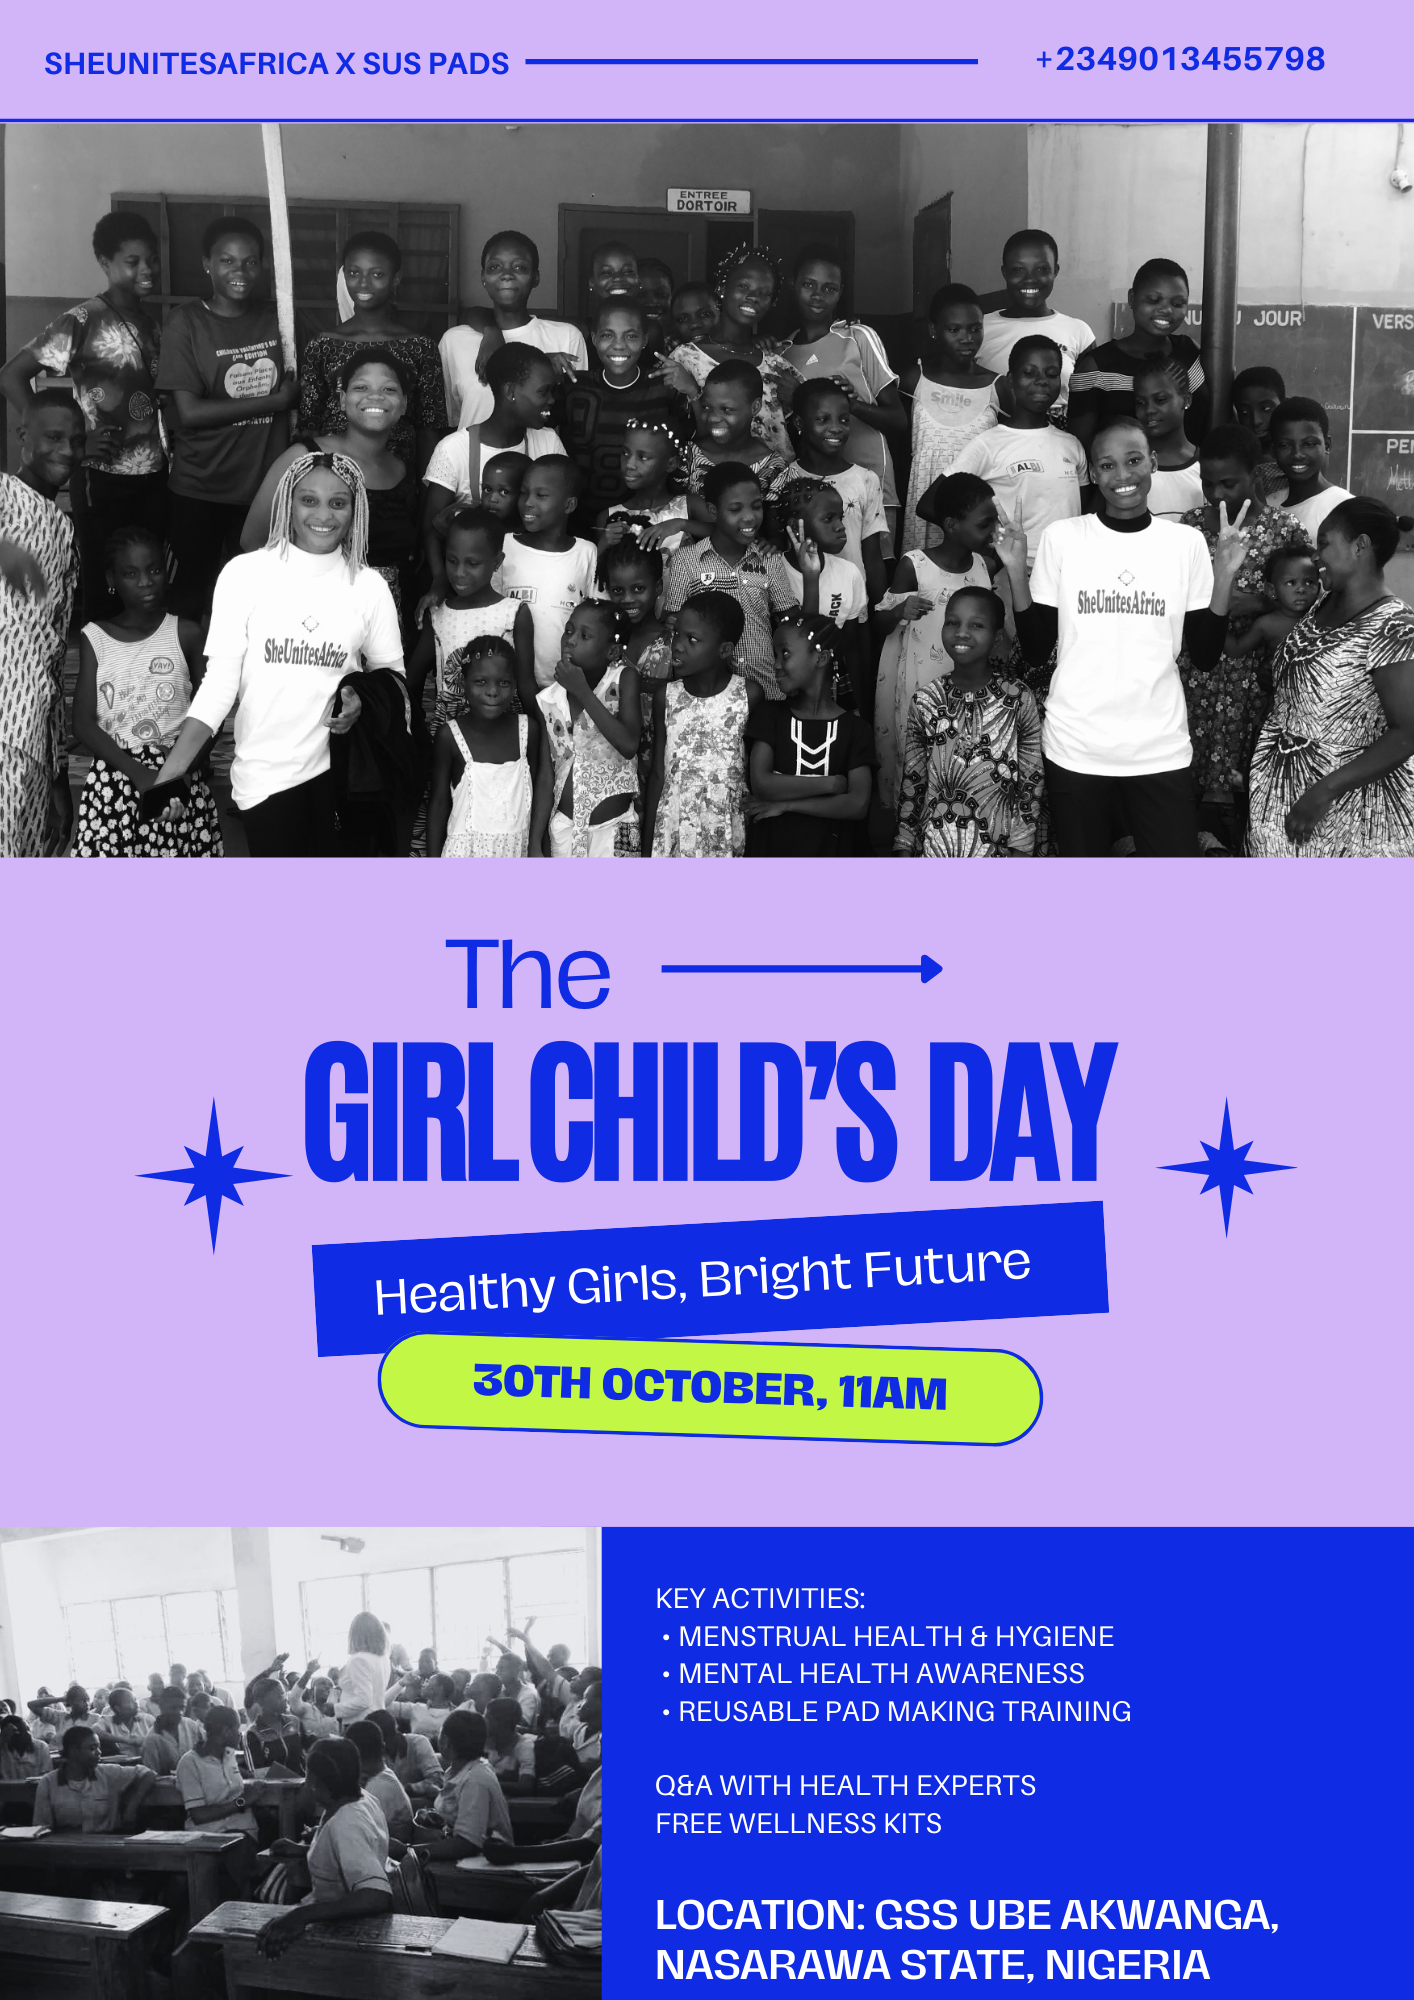 SHEUNITESAFRICA X SUS PADS
+2349013455798
ENTREE
DORTOIR
JOUR
VERS
Smile
ALBI
SheUnitesAfrica
SheUnitesAfrica
YAY!
The
GIRL CHILD’S DAY
Healthy Girls, Bright Future
30TH OCTOBER, 11AM
KEY ACTIVITIES:
• MENSTRUAL HEALTH & HYGIENE
• MENTAL HEALTH AWARENESS
• REUSABLE PAD MAKING TRAINING
Q&A WITH HEALTH EXPERTS
FREE WELLNESS KITS
LOCATION: GSS UBE AKWANGA,
NASARAWA STATE, NIGERIA